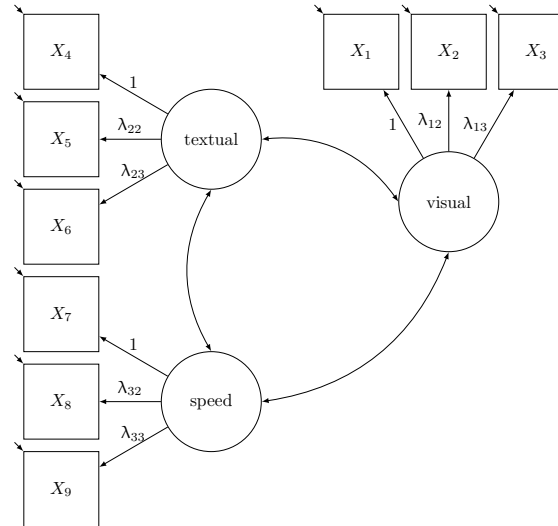 X₄
X₁
X₂
X₃
1
λ₂₂
X₅
textual
1
λ₁₂
λ₁₃
λ₂₃
X₆
visual
X₇
1
λ₃₂
X₈
speed
λ₃₃
X₉